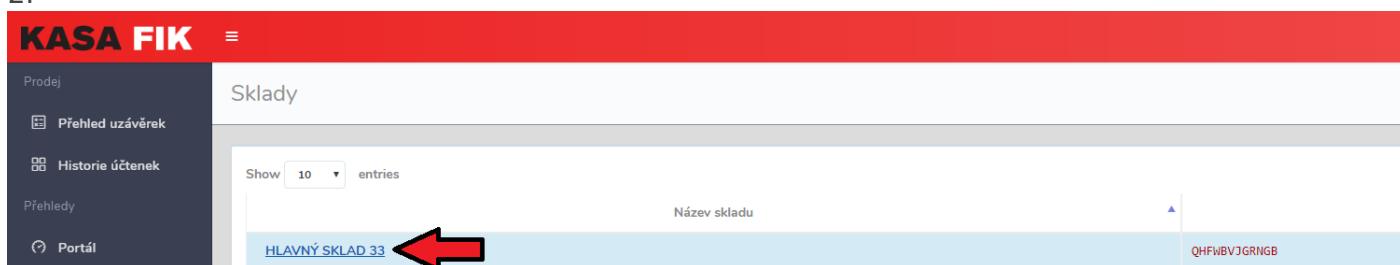 KASA FIK
Prodej
Sklady
Přehled uzávěrek
Historie účtenek
Show 10 entries
Přehledy
Název skladu
Portál
HLAVNÝ SKLAD 33
QHFWBVJGRNGB